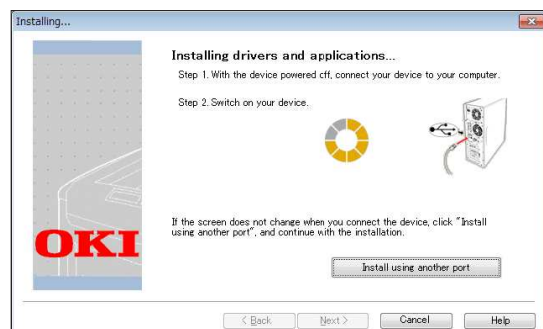 Installing...
Installing drivers and applications...
Step 1. With the device powered off, connect your device to your computer.
Step 2. Switch on your device.
OKI
If the screen does not change when you connect the device, click "Install
using another port", and continue with the installation.
Install using another port
< Back
Next >
Cancel
Help